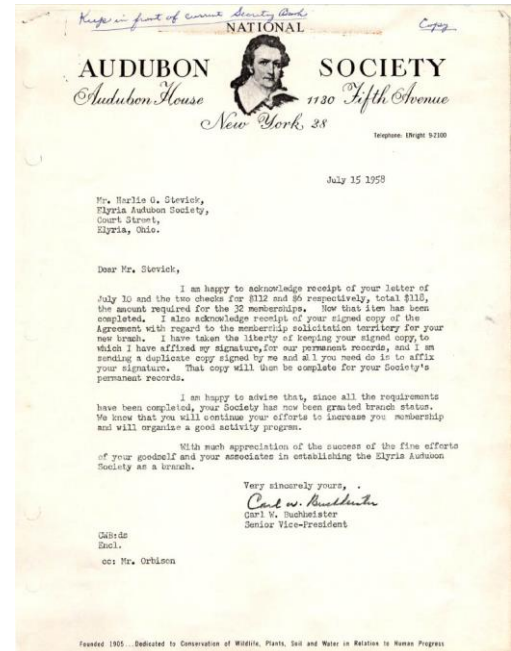 Keep in front of current Secretary Book
Copy
NATIONAL
AUDUBON SOCIETY
Audubon House 1130 Fifth Avenue
New York 28
Telephone: ENright 9-2100
July 15 1958
Mr. Harlie G. Stevick,
Elyria Audubon Society,
Court Street,
Elyria, Ohio.
Dear Mr. Stevick,
I am happy to acknowledge receipt of your letter of
July 10 and the two checks for $112 and $6 respectively, total $118,
the amount required for the 32 memberships. Now that item has been
completed. I also acknowledge receipt of your signed copy of the
Agreement with regard to the membership solicitation territory for your
new branch. I have taken the liberty of keeping your signed copy, to
which I have affixed my signature, for our permanent records, and I am
sending a duplicate copy signed by me and all you need do is to affix
your signature. That copy will then be complete for your Society's
permanent records.
I am happy to advise that, since all the requirements
have been completed, your Society has now been granted branch status.
We know that you will continue your efforts to increase you membership
and will organize a good activity program.
With much appreciation of the success of the fine efforts
of your goodself and your associates in establishing the Elyria Audubon
Society as a branch.
Very sincerely yours,
Carl W. Buchheister
Carl W. Buchheister
Senior Vice-President
CWB:ds
Encl.
cc: Mr. Orbison
Founded 1905 ... Dedicated to Conservation of Wildlife, Plants, Soil and Water in Relation to Human Progress